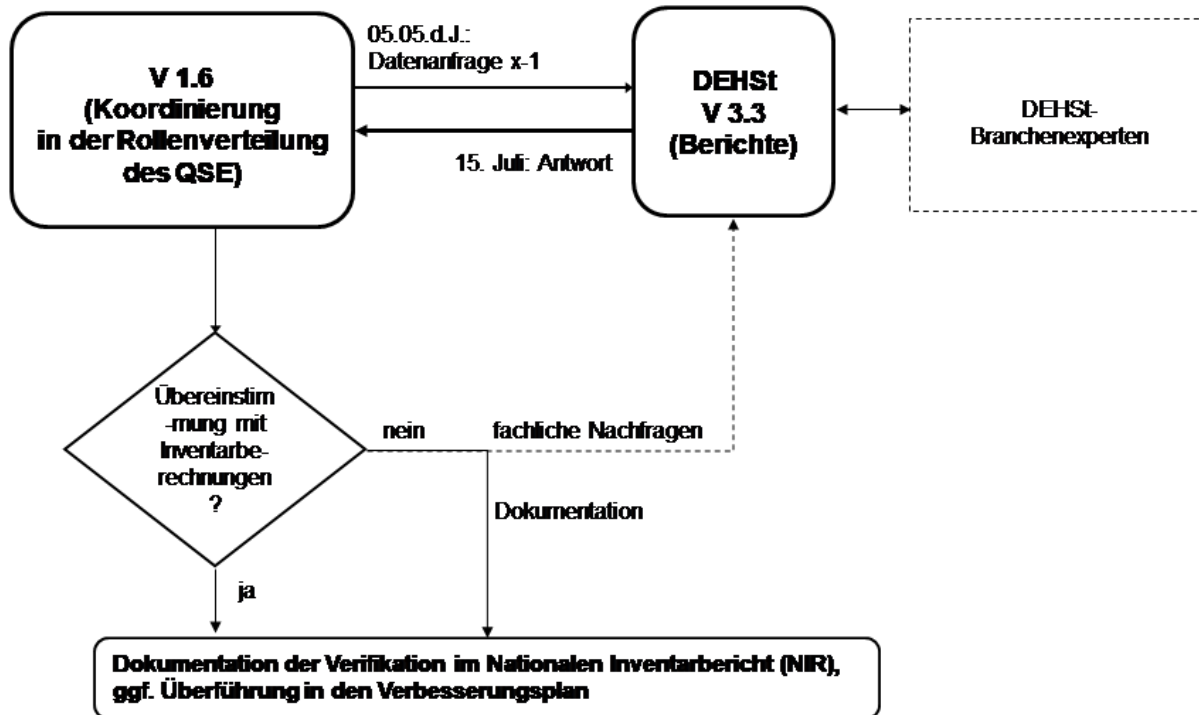 V 1.6
(Koordinierung
in der Rollenverteilung
des QSE)
05.05.d.J.:
Datenanfrage x-1
15. Juli: Antwort
DEHSt
V 3.3
(Berichte)
DEHSt-
Branchenexperten
Übereinstim
-mung mit
Inventarbe-
rechnungen
?
nein
fachliche Nachfragen
Dokumentation
ja
Dokumentation der Verifikation im Nationalen Inventarbericht (NIR),
ggf. Überführung in den Verbesserungsplan